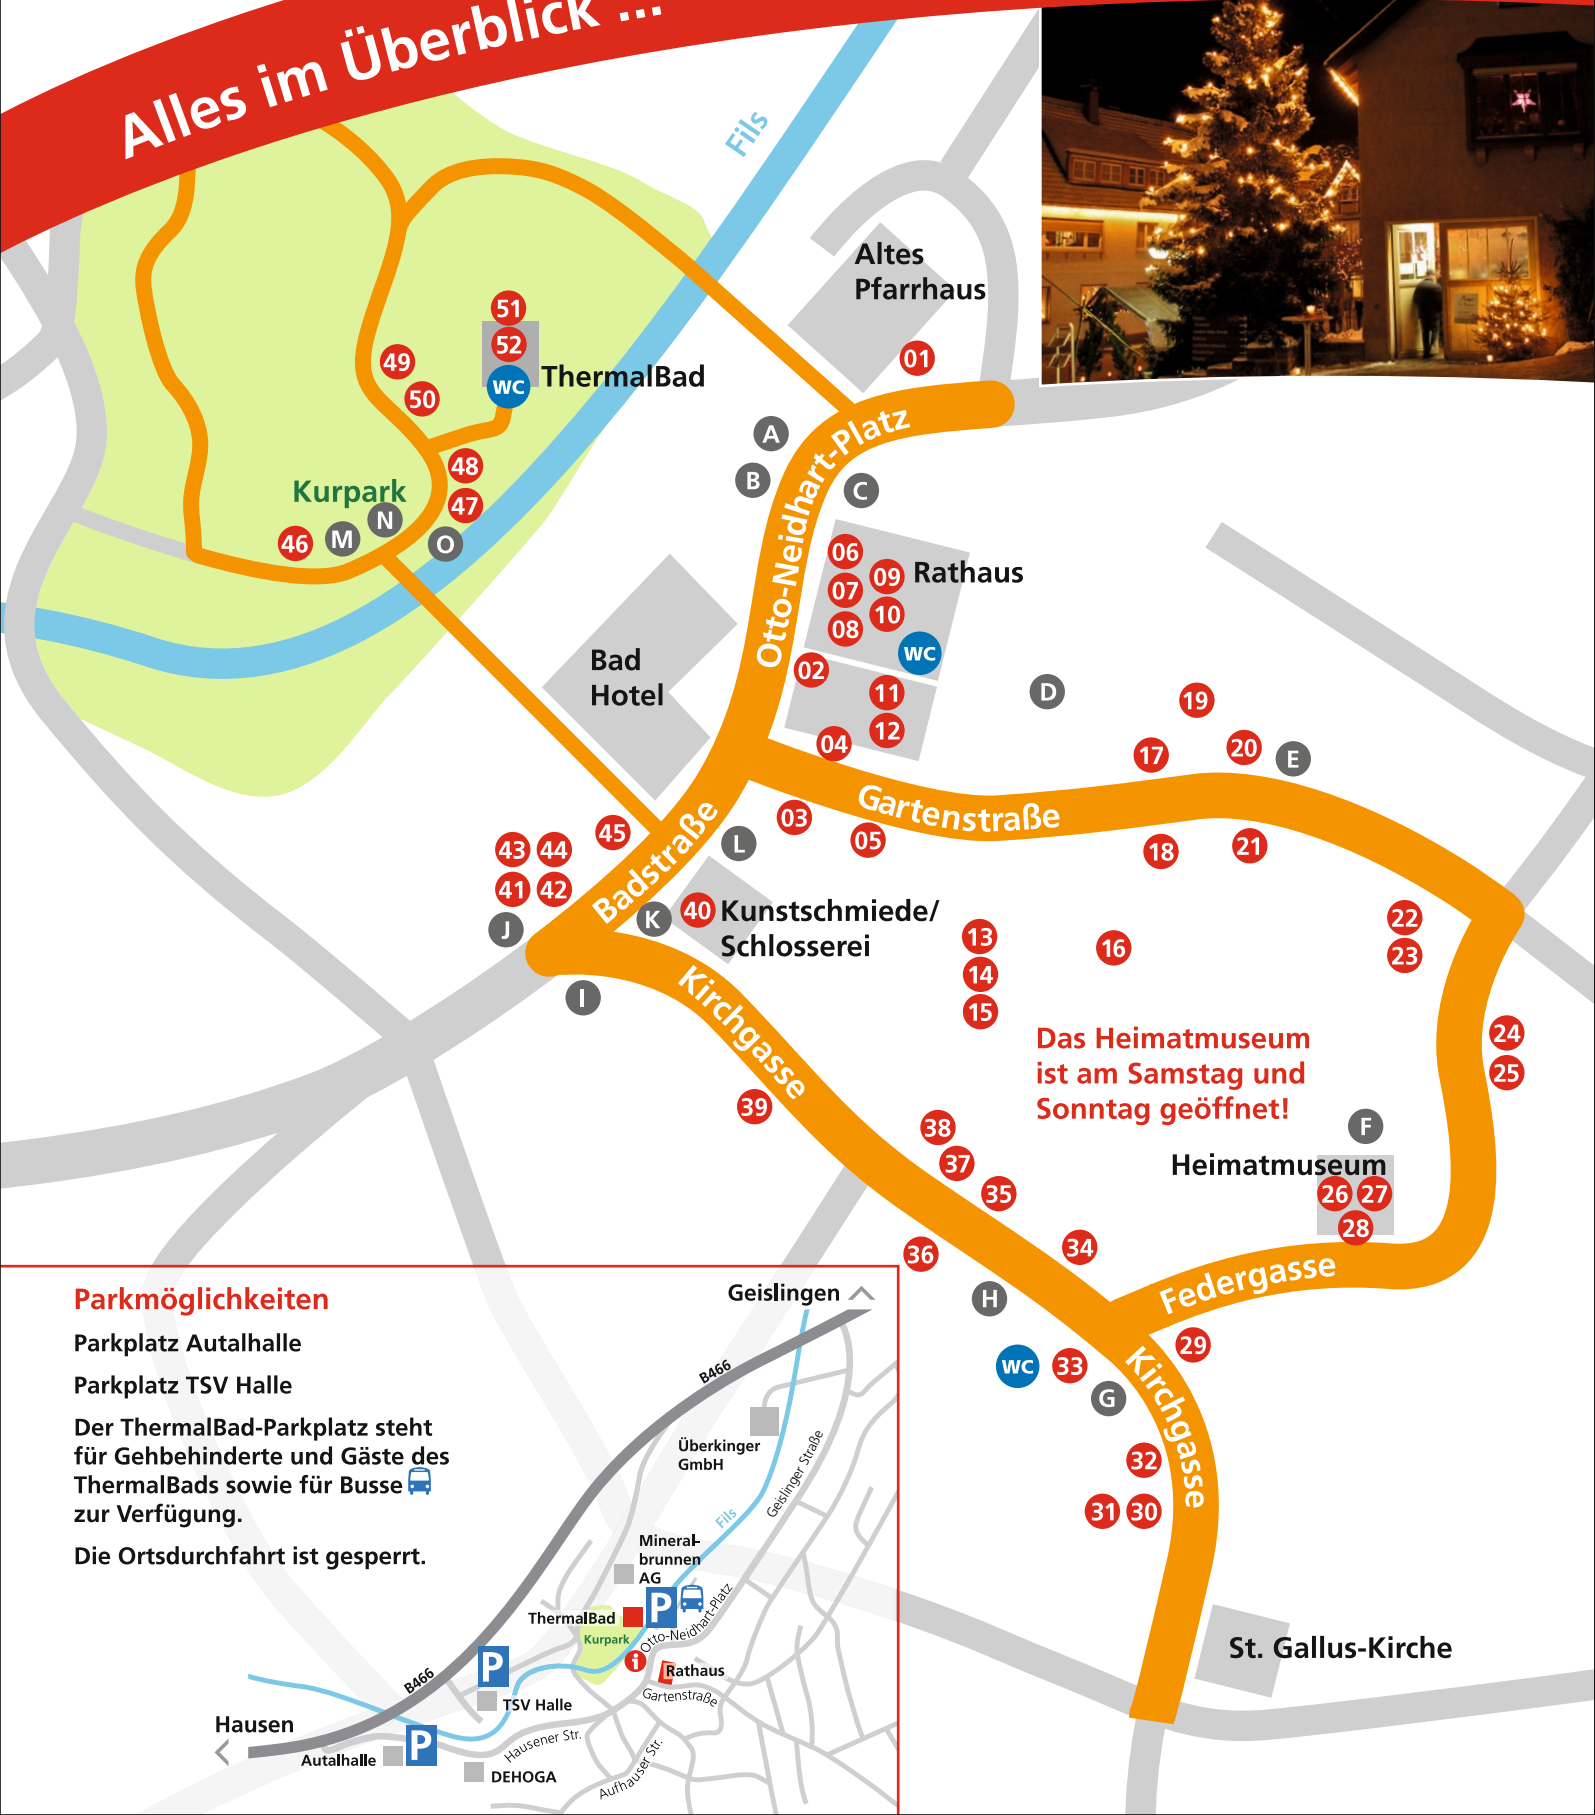 Alles im Überblick ...
Fils
Altes
Pfarrhaus
01
51
52
WC
ThermalBad
49
50
48
47
Kurpark
46
M
N
O
A
B
C
Otto-Neidhart-Platz
06
09
Rathaus
07
10
08
WC
02
11
12
04
Bad
Hotel
D
19
17
20
E
Gartenstraße
03
05
18
21
L
45
43
44
41
42
J
Badstraße
K
40
Kunstschmiede/
Schlosserei
I
Kirchgasse
13
14
15
16
22
23
24
25
Das Heimatmuseum
ist am Samstag und
Sonntag geöffnet!
F
Heimatmuseum
26
27
28
39
38
37
35
36
34
H
Federgasse
WC
33
29
G
Kirchgasse
32
31
30
St. Gallus-Kirche
Parkmöglichkeiten
Parkplatz Autalhalle
Parkplatz TSV Halle
Der ThermalBad-Parkplatz steht
für Gehbehinderte und Gäste des
ThermalBads sowie für Busse
zur Verfügung.
Die Ortsdurchfahrt ist gesperrt.
Geislingen
B466
Überkinger
GmbH
Geislinger Straße
Fils
Mineral-
brunnen
AG
P
ThermalBad
Kurpark
Otto-Neidhart-Platz
i
Rathaus
Gartenstraße
P
TSV Halle
B466
Hausen
Autalhalle
P
Hausener Str.
DEHOGA
Aufhauser Str.